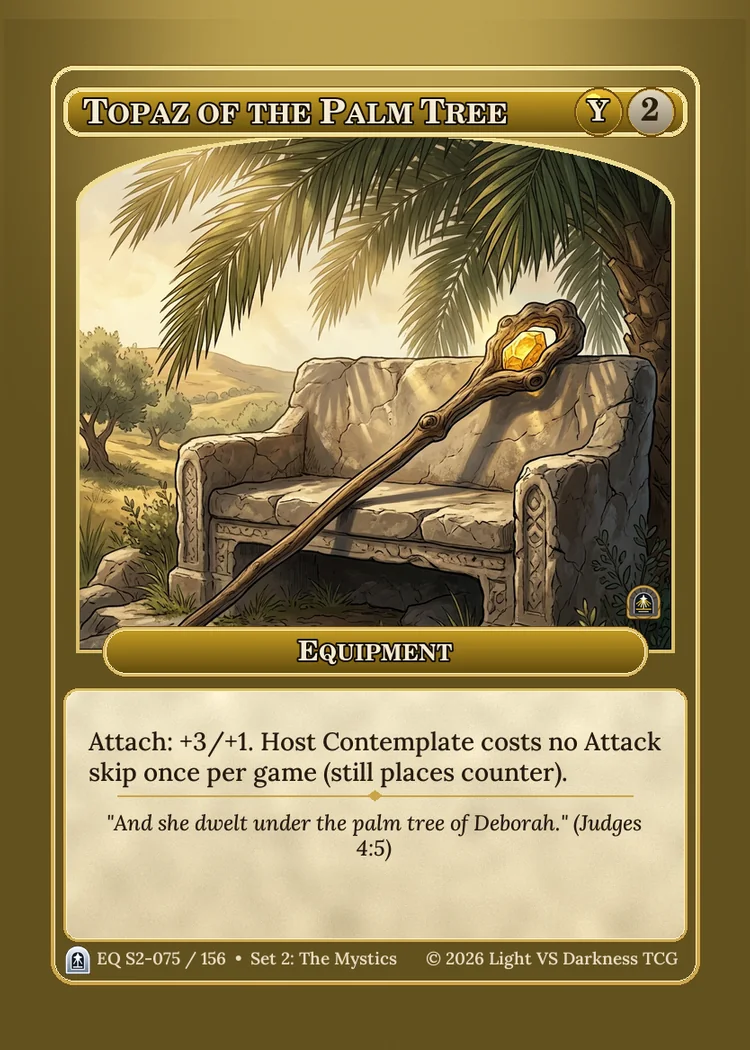 Topaz of the Palm Tree Y 2
Equipment
Attach: +3/+1. Host Contemplate costs no Attack
skip once per game (still places counter).
"And she dwelt under the palm tree of Deborah." (Judges
4:5)
EQ S2-075 / 156 • Set 2: The Mystics © 2026 Light VS Darkness TCG